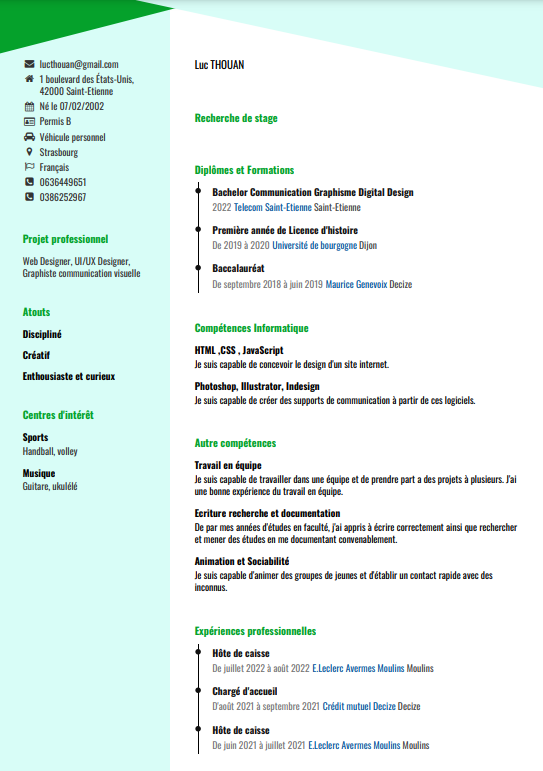 lucthouan@gmail.com
1 boulevard des États-Unis,
42000 Saint-Etienne
Né le 07/02/2002
Permis B
Véhicule personnel
Strasbourg
Français
0636449651
0386252967
Projet professionnel
Web Designer, UI/UX Designer,
Graphiste communication visuelle
Atouts
Discipliné
Créatif
Enthousiaste et curieux
Centres d'intérêt
Sports
Handball, volley
Musique
Guitare, ukulélé
Luc THOUAN
Recherche de stage
Diplômes et Formations
Bachelor Communication Graphisme Digital Design
2022 Telecom Saint-Etienne Saint-Etienne
Première année de Licence d'histoire
De 2019 à 2020 Université de bourgogne Dijon
Baccalauréat
De septembre 2018 à juin 2019 Maurice Genevoix Decize
Compétences Informatique
HTML ,CSS , JavaScript
Je suis capable de concevoir le design d'un site internet.
Photoshop, Illustrator, Indesign
Je suis capable de créer des supports de communication à partir de ces logiciels.
Autre compétences
Travail en équipe
Je suis capable de travailler dans une équipe et de prendre part a des projets à plusieurs. J'ai
une bonne expérience du travail en équipe.
Ecriture recherche et documentation
De par mes années d'études en faculté, j'ai appris à écrire correctement ainsi que rechercher
et mener des études en me documentant convenablement.
Animation et Sociabilité
Je suis capable d'animer des groupes de jeunes et d'établir un contact rapide avec des
inconnus.
Expériences professionnelles
Hôte de caisse
De juillet 2022 à août 2022 E.Leclerc Avermes Moulins Moulins
Chargé d'accueil
D'août 2021 à septembre 2021 Crédit mutuel Decize Decize
Hôte de caisse
De juin 2021 à juillet 2021 E.Leclerc Avermes Moulins Moulins